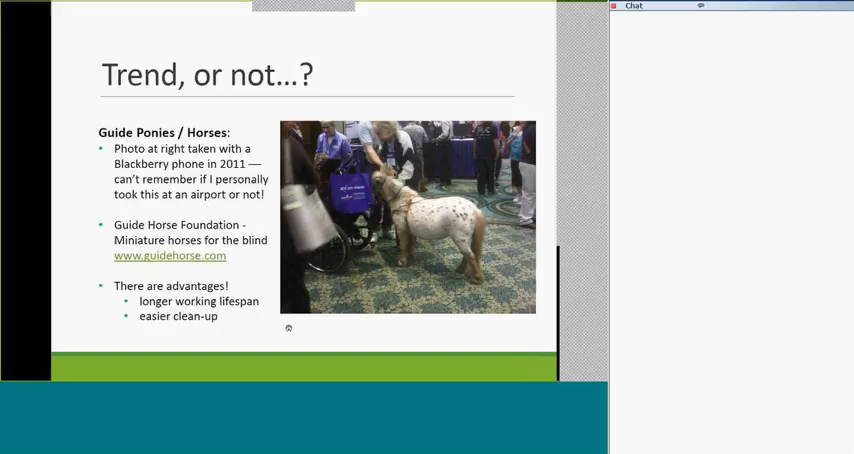 Chat
Trend, or not...?
Guide Ponies / Horses:
• Photo at right taken with a
Blackberry phone in 2011 —
can't remember if I personally
took this at an airport or not!
• Guide Horse Foundation -
Miniature horses for the blind
www.guidehorse.com
• There are advantages!
• longer working lifespan
• easier clean-up